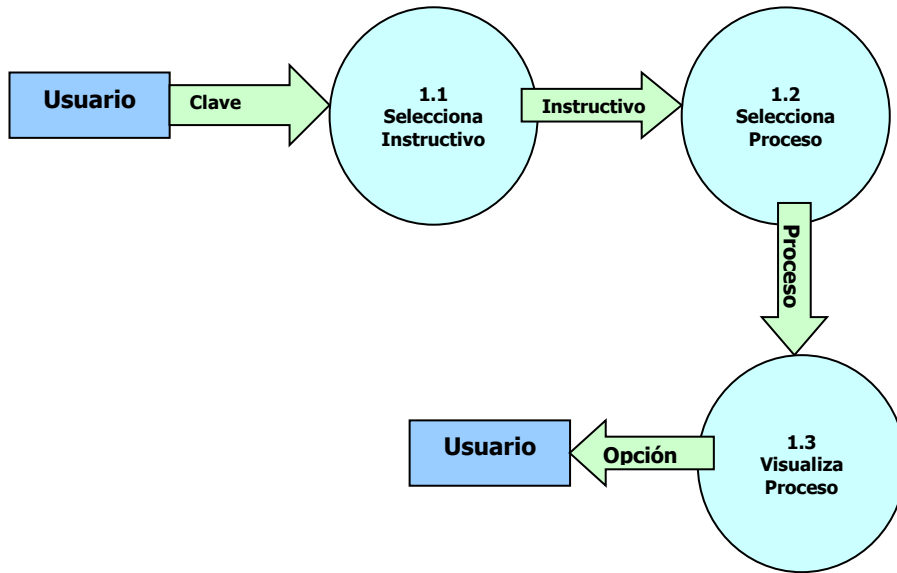 Usuario
Clave
1.1
Selecciona
Instructivo
Instructivo
1.2
Selecciona
Proceso
Proceso
Usuario
Opción
1.3
Visualiza
Proceso